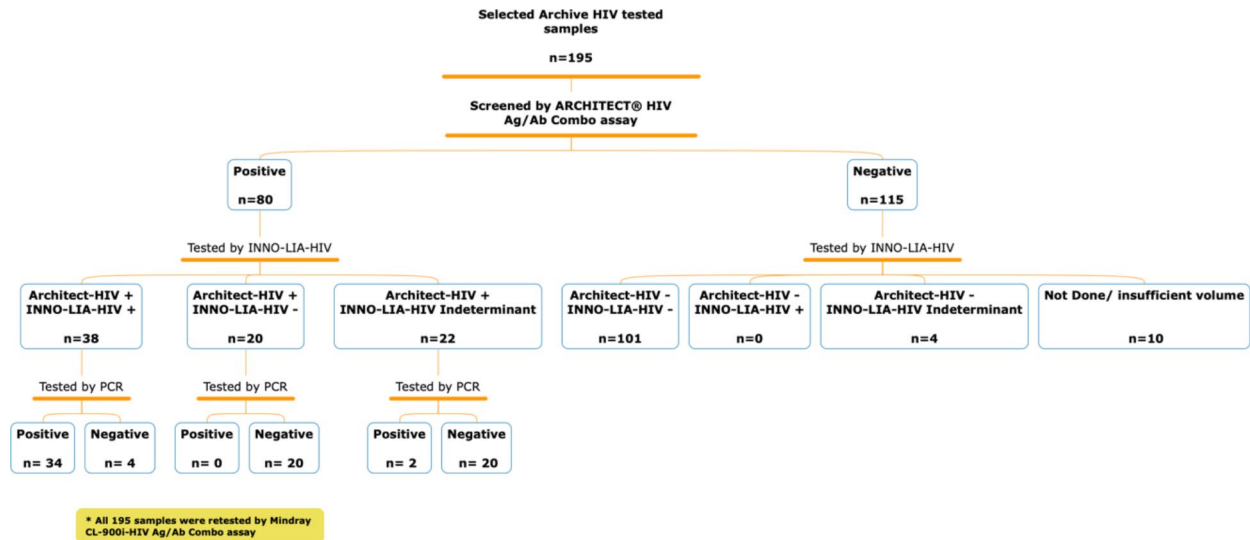 Selected Archive HIV tested
samples
n=195
Screened by ARCHITECT® HIV
Ag/Ab Combo assay
Positive
n=80
Negative
n=115
Tested by INNO-LIA-HIV
Tested by INNO-LIA-HIV
Architect-HIV +
INNO-LIA-HIV +
n=38
Architect-HIV +
INNO-LIA-HIV -
n=20
Architect-HIV +
INNO-LIA-HIV Indeterminant
n=22
Architect-HIV -
INNO-LIA-HIV -
n=101
Architect-HIV -
INNO-LIA-HIV +
n=0
Architect-HIV -
INNO-LIA-HIV Indeterminant
n=4
Not Done/ insufficient volume
n=10
Tested by PCR
Tested by PCR
Tested by PCR
Positive
n= 34
Negative
n= 4
Positive
n= 0
Negative
n= 20
Positive
n= 2
Negative
n= 20
* All 195 samples were retested by Mindray
CL-900i-HIV Ag/Ab Combo assay